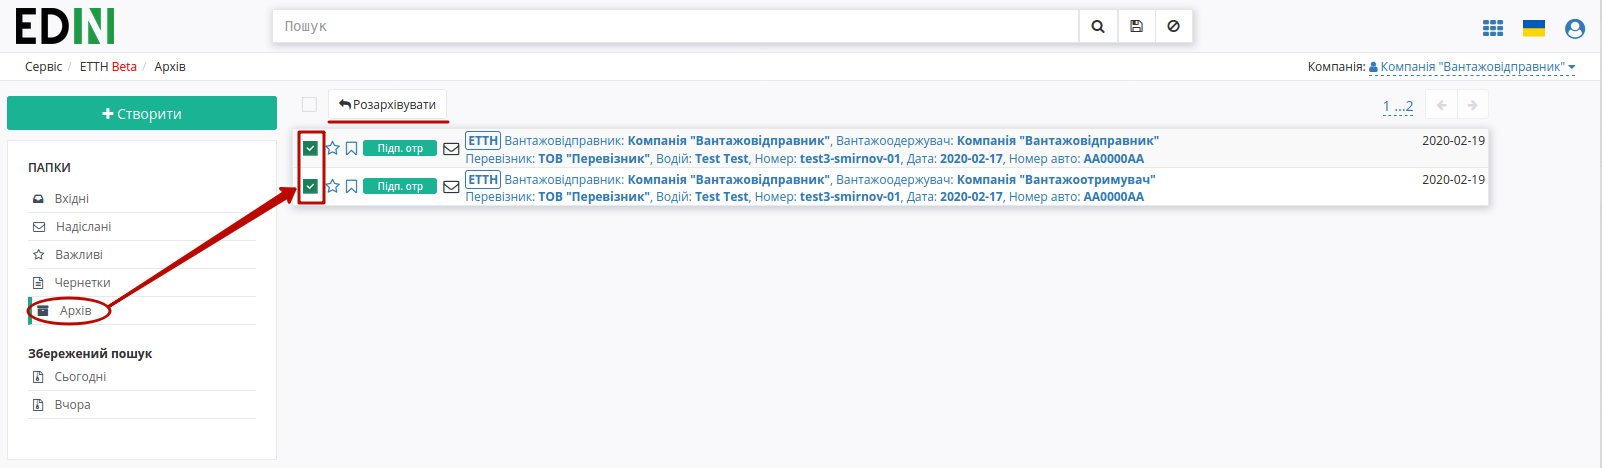 EDIN
Пошук
Сервіс / ЕТТН Beta / Архів
Компанія: Компанія "Вантажовідправник"
Створити
Розархівувати
1 ...2
ПАПКИ
Вхідні
Надіслані
Важливі
Чернетки
Архів
Збережений пошук
Сьогодні
Вчора
Підп. отр
ЕТТН Вантажовідправник: Компанія "Вантажовідправник", Вантажоодержувач: Компанія "Вантажовідправник"
Перевізник: ТОВ "Перевізник", Водій: Test Test, Номер: test3-smirnov-01, Дата: 2020-02-17, Номер авто: AA0000AA
2020-02-19
Підп. отр
ЕТТН Вантажовідправник: Компанія "Вантажовідправник", Вантажоодержувач: Компанія "Вантажоотримувач"
Перевізник: ТОВ "Перевізник", Водій: Test Test, Номер: test3-smirnov-01, Дата: 2020-02-17, Номер авто: AA0000AA
2020-02-19